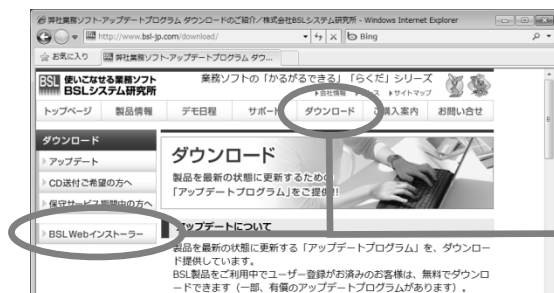 弊社業務ソフト-アップデートプログラム ダウンロードのご紹介/株式会社BSLシステム研究所 - Windows Internet Explorer
http://www.bsl-jp.com/download/
Bing
お気に入り
弊社業務ソフト-アップデートプログラム ダウ...
BSL 使いこなせる業務ソフト
BSLシステム研究所
業務ソフトの「かるがるできる」「らくだ」シリーズ
会社情報
サイトマップ
トップページ 製品情報 デモ日程 サポート ダウンロード ご購入案内 お問い合せ
ダウンロード
アップデート
CD送付ご希望の方へ
保守サービス期間中の方へ
BSL Webインストーラー
ダウンロード
製品を最新の状態に更新するための
「アップデートプログラム」をご提供!!
アップデートについて
製品を最新の状態に更新する「アップデートプログラム」を、ダウンロー
ド提供しています。
BSL製品をご利用中でユーザー登録がお済みのお客様は、無料でダウンロ
ードできます(一部、有償のアップデートプログラムがあります)。